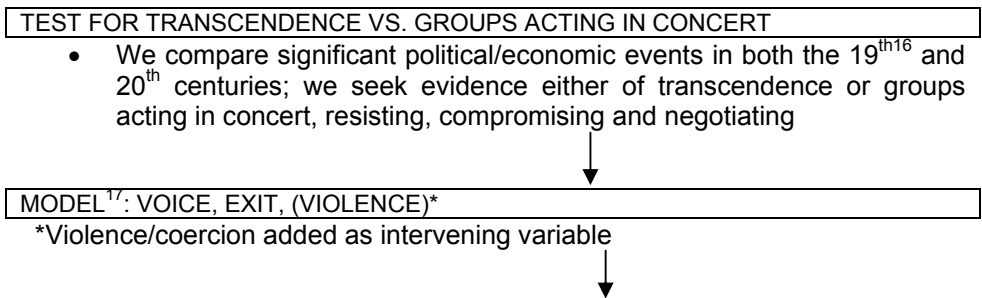 TEST FOR TRANSCENDENCE VS. GROUPS ACTING IN CONCERT
• We compare significant political/economic events in both the 19th16 and
20th centuries; we seek evidence either of transcendence or groups
acting in concert, resisting, compromising and negotiating
MODEL17: VOICE, EXIT, (VIOLENCE)*
*Violence/coercion added as intervening variable